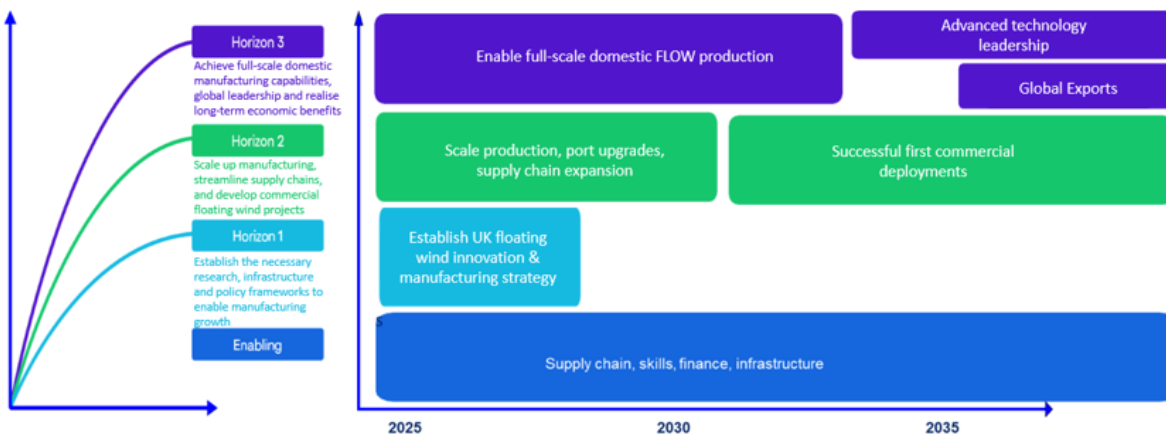 Horizon 3
Achieve full-scale domestic
manufacturing capabilities,
global leadership and realise
long-term economic benefits
Horizon 2
Scale up manufacturing,
streamline supply chains,
and develop commercial
floating wind projects
Horizon 1
Establish the necessary
research, infrastructure
and policy frameworks to
enable manufacturing
growth
Enabling
Enable full-scale domestic FLOW production
Advanced technology
leadership
Global Exports
Scale production, port upgrades,
supply chain expansion
Successful first commercial
deployments
Establish UK floating
wind innovation &
manufacturing strategy
S
Supply chain, skills, finance, infrastructure
2025
2030
2035